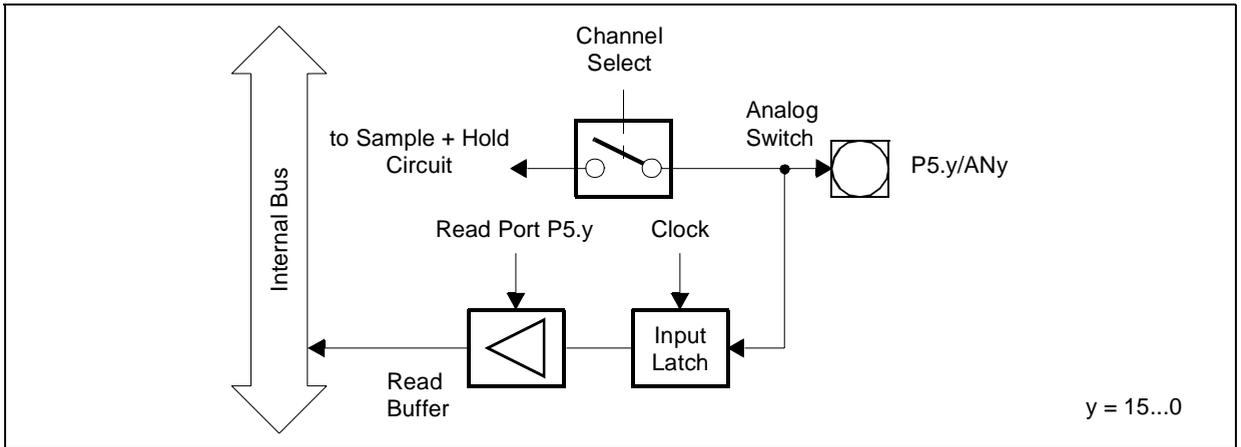 Channel
Select
Analog
Switch
to Sample + Hold
Circuit
P5.y/ANy
Internal Bus
Read Port P5.y
Clock
Input
Latch
Read
Buffer
y = 15...0